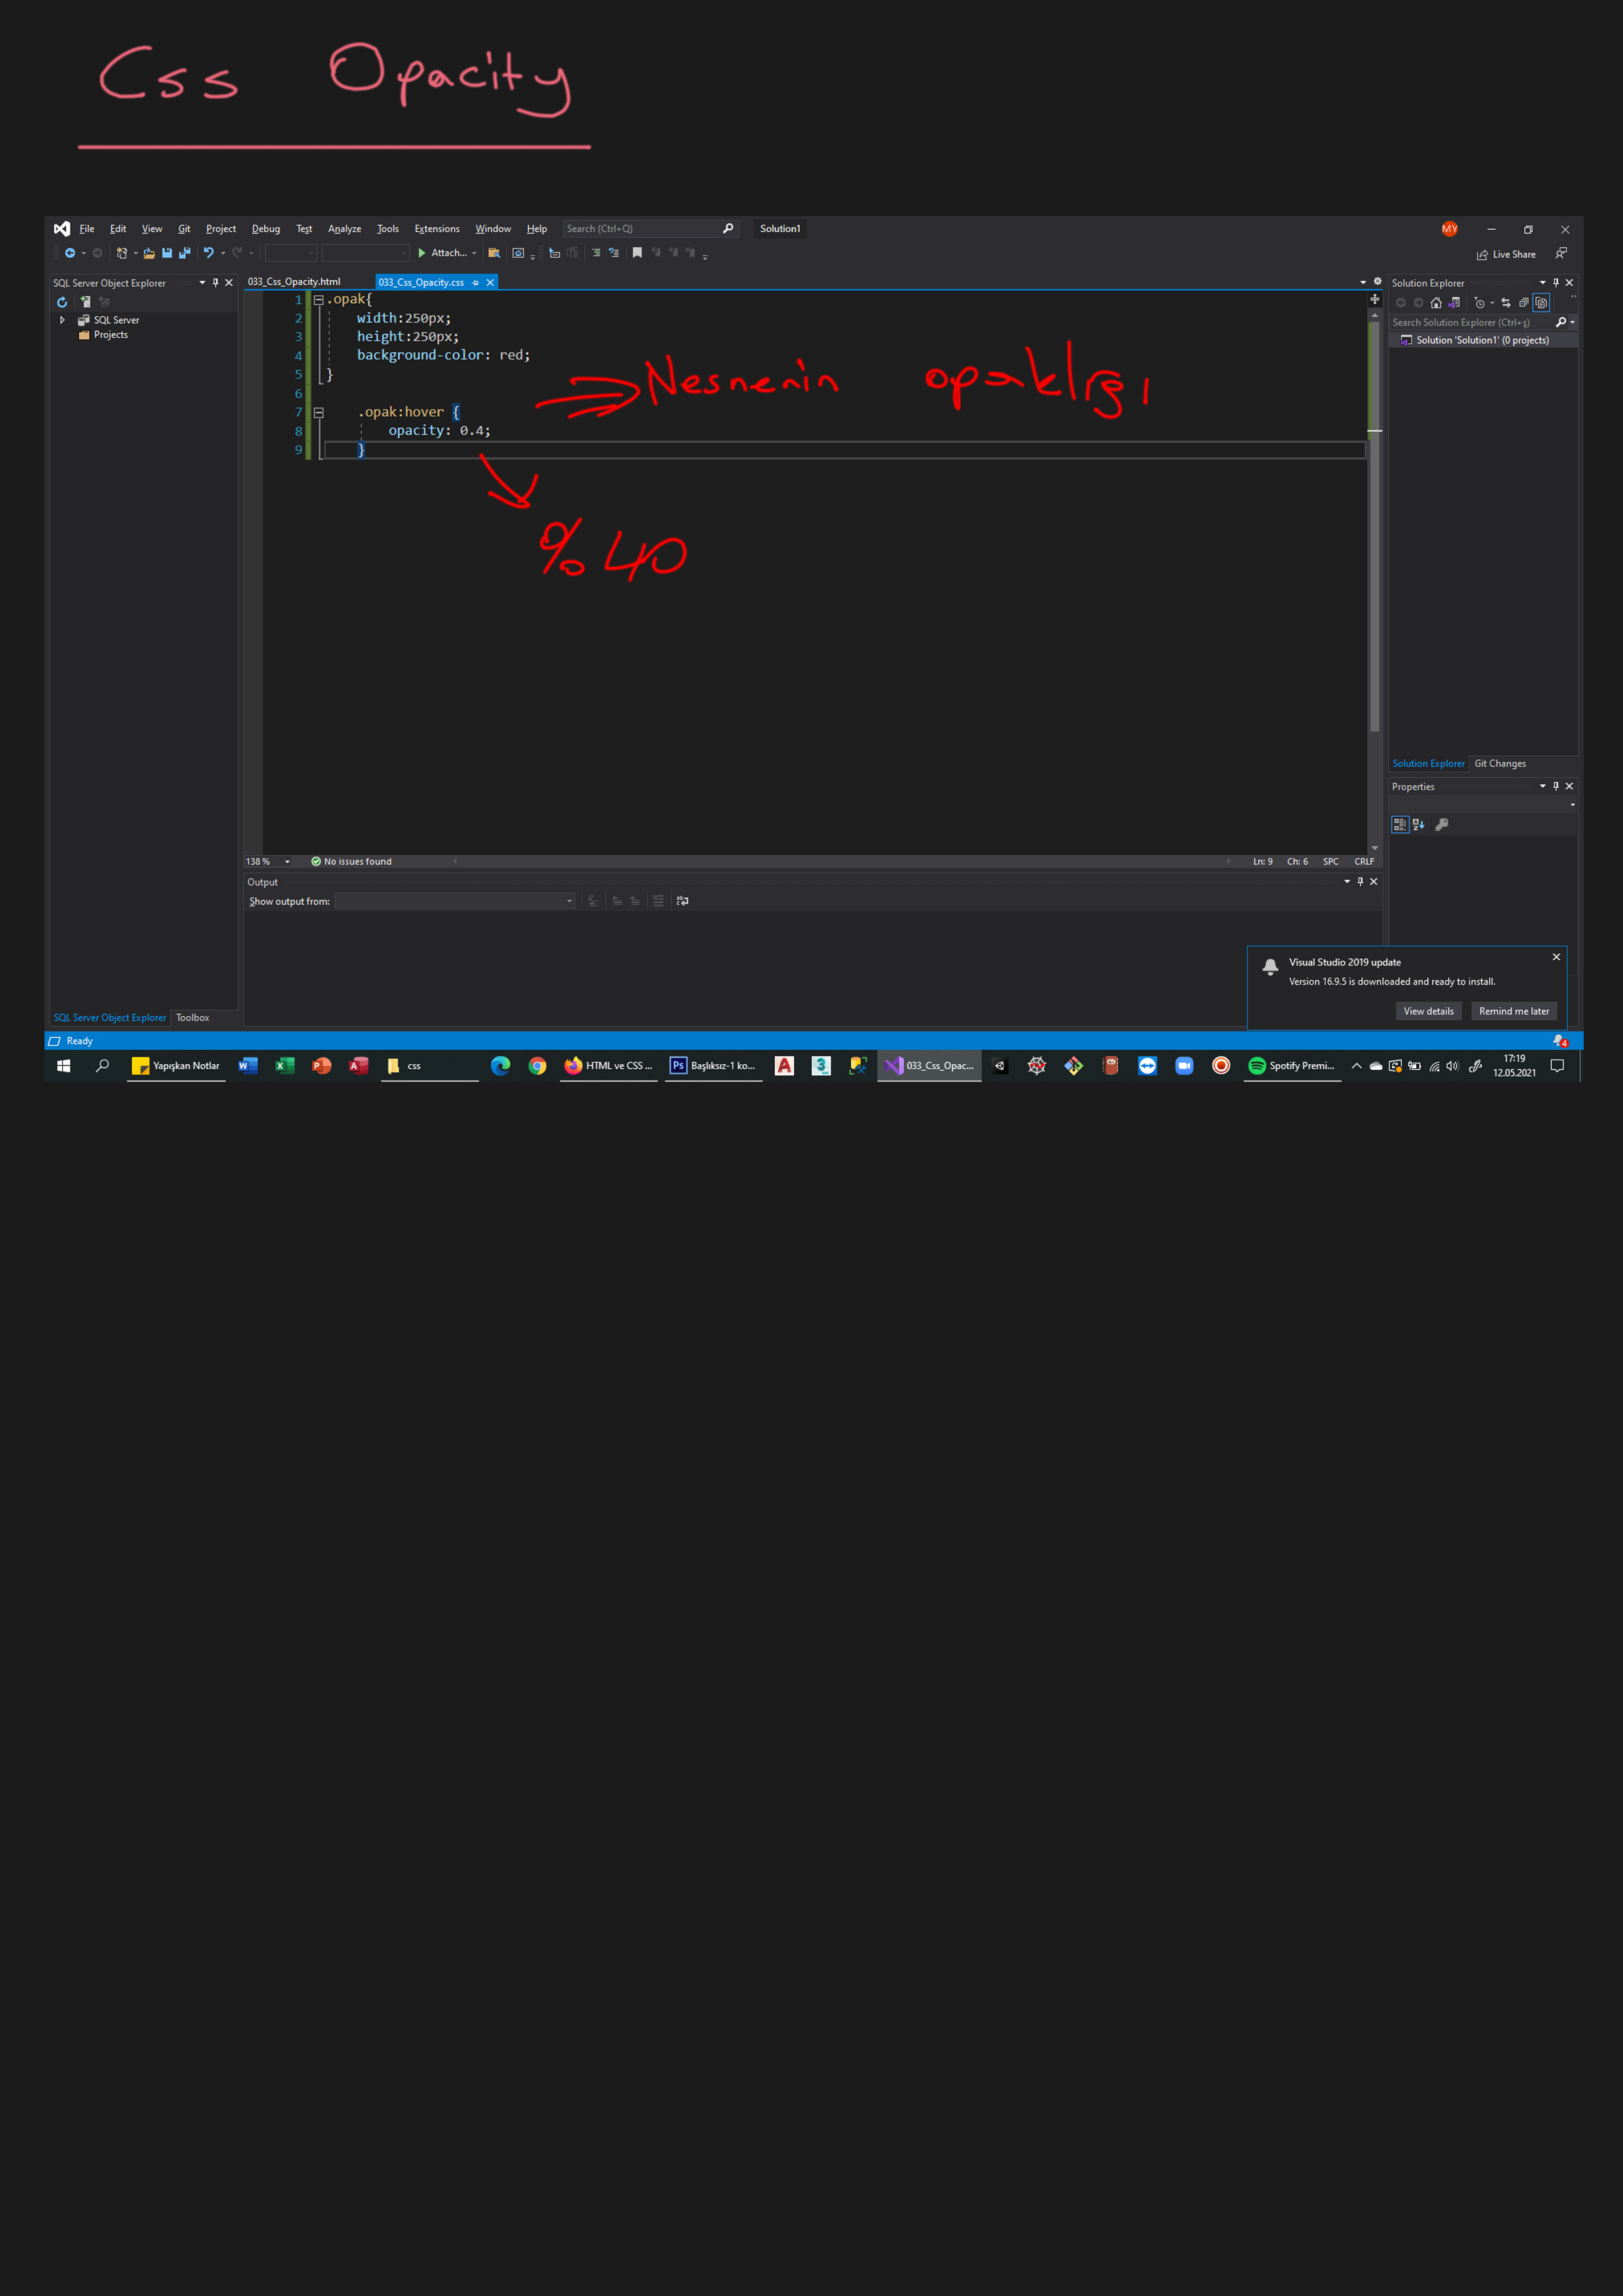 Css Opacity
File Edit View Git Project Debug Test Analyze Tools Extensions Window Help Search (Ctrl+Q) Solution1 MY
Attach... Live Share
SQL Server Object Explorer
SQL Server
Projects
033_Css_Opacity.html 033_Css_Opacity.css
1 .opak{
2 width:250px;
3 height:250px;
4 background-color: red;
5 }
6
7 .opak:hover {
8 opacity: 0.4;
9 }
Nesnenin opaklığı
%40
Solution Explorer
Search Solution Explorer (Ctrl+ş)
Solution 'Solution1' (0 projects)
Solution Explorer Git Changes
Properties
138 % No issues found Ln: 9 Ch: 6 SPC CRLF
Output
Show output from:
Visual Studio 2019 update
Version 16.9.5 is downloaded and ready to install.
View details Remind me later
SQL Server Object Explorer Toolbox
Ready 4
Yapışkan Notlar css HTML ve CSS ... Başlıksız-1 ko... 033_Css_Opac... Spotify Premi... 17:19
12.05.2021